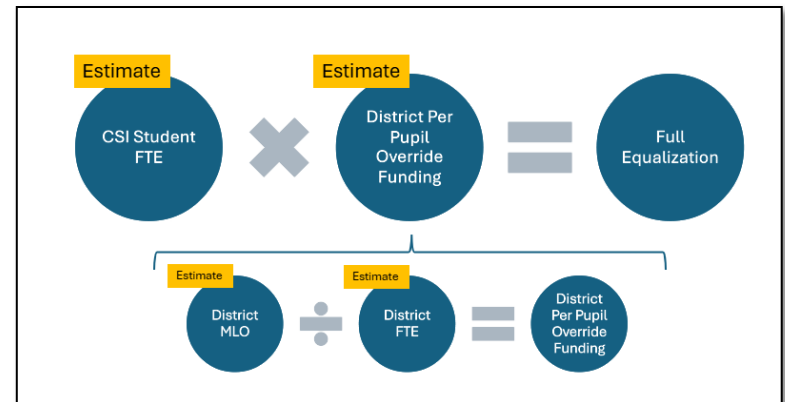 Estimate
CSI Student
FTE
Estimate
District Per
Pupil
Override
Funding
Full
Equalization
Estimate
District
MLO
Estimate
District
FTE
District
Per Pupil
Override
Funding